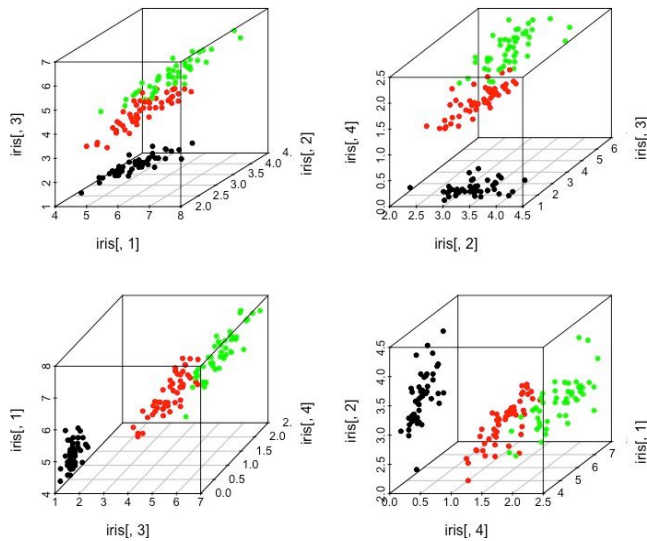 iris[, 3]
1 2 3 4 5 6 7
4 5 6 7 8
iris[, 1]
2.0 2.5 3.0 3.5 4.0 4.
iris[, 2]
iris[, 4]
0.0 0.5 1.0 1.5 2.0 2.5
2.0 2.5 3.0 3.5 4.0 4.5
iris[, 2]
1 2 3 4 5 6
iris[, 3]
iris[, 1]
4 5 6 7 8
1 2 3 4 5 6 7
iris[, 3]
0.0 0.5 1.0 1.5 2.0 2.
iris[, 4]
iris[, 2]
2.0 2.5 3.0 3.5 4.0 4.5
0.0 0.5 1.0 1.5 2.0 2.5
iris[, 4]
4 5 6 7
iris[, 1]